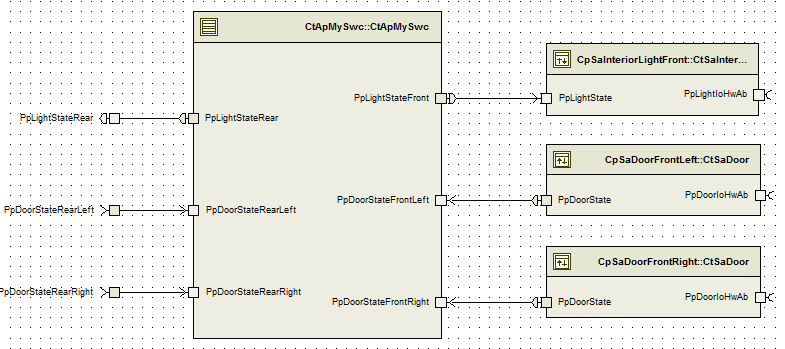 CtApMySwc::CtApMySwc
CpSaInteriorLightFront::CtSaInter...
PpLightStateFront
PpLightState
PpLightIoHwAb
PpLightStateRear
PpLightStateRear
CpSaDoorFrontLeft::CtSaDoor
PpDoorStateFrontLeft
PpDoorState
PpDoorIoHwAb
PpDoorStateRearLeft
PpDoorStateRearLeft
CpSaDoorFrontRight::CtSaDoor
PpDoorStateRearRight
PpDoorStateRearRight
PpDoorStateFrontRight
PpDoorState
PpDoorIoHwAb